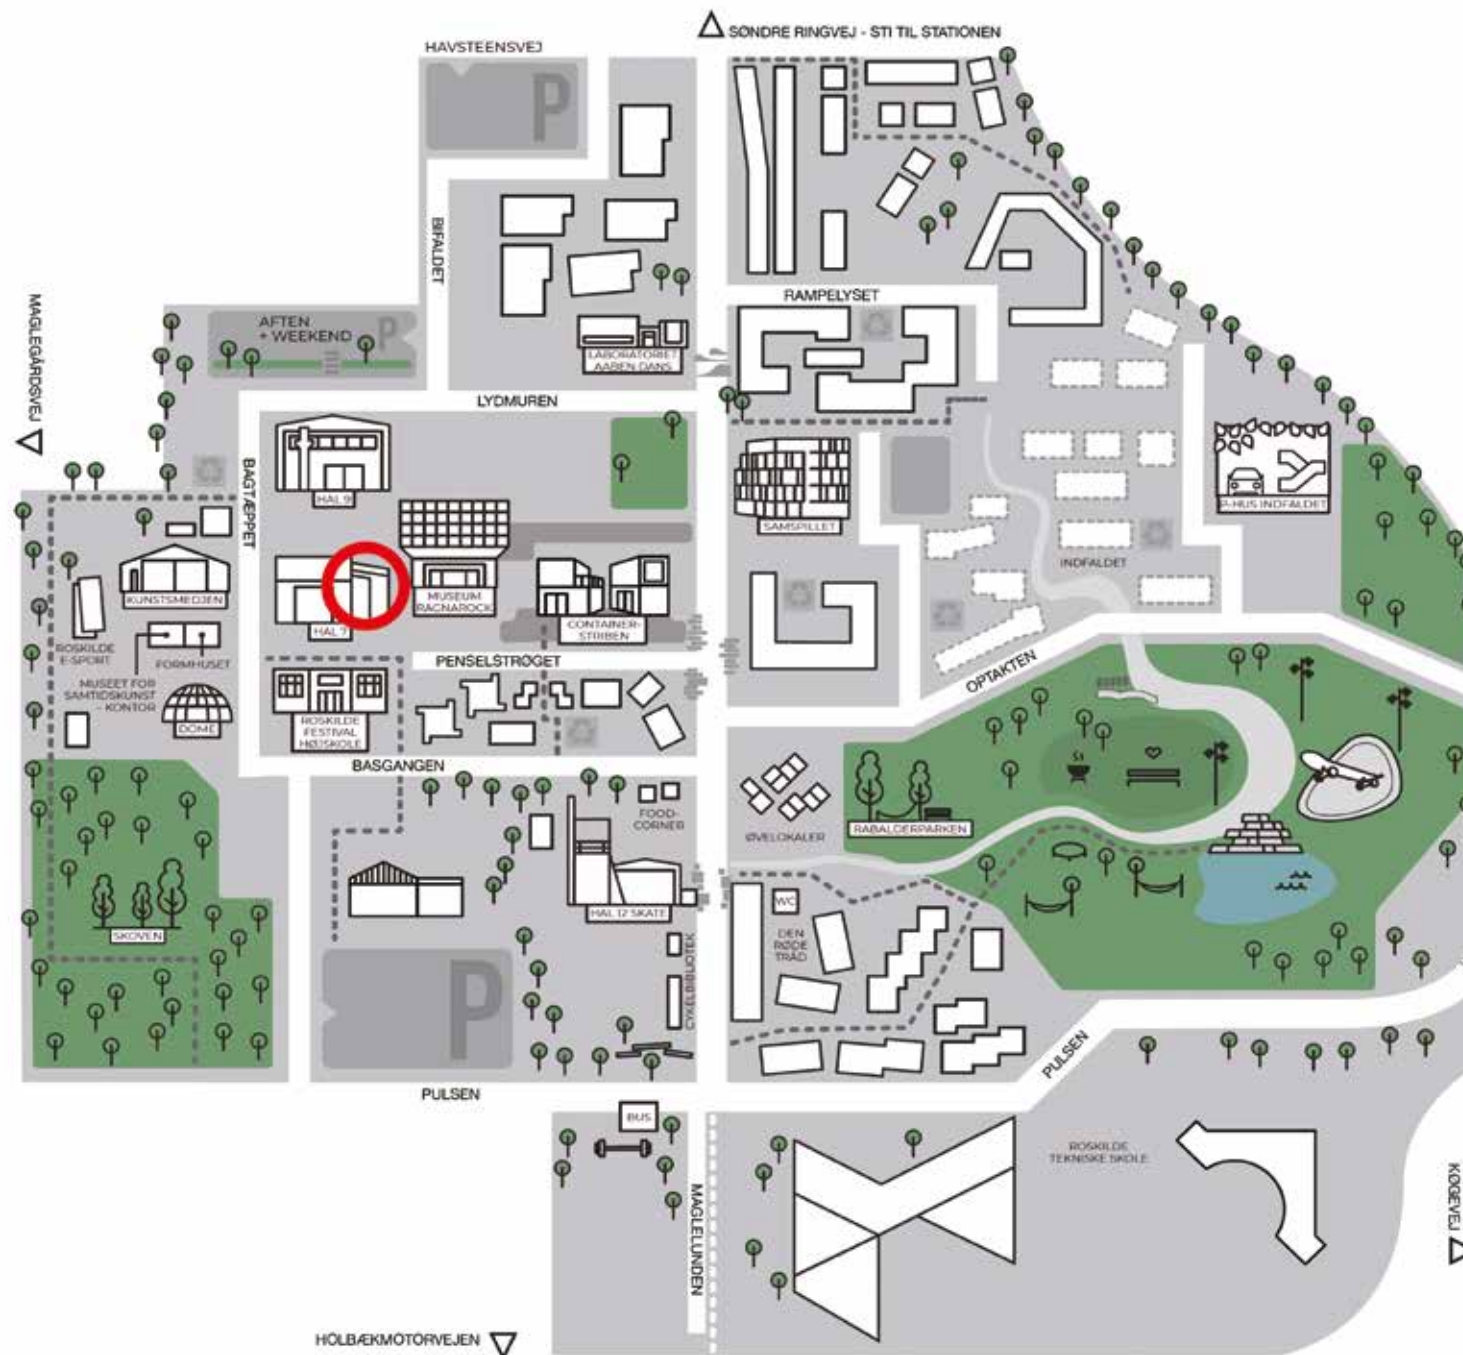 SØNDRE RINGVEJ - STI TIL STATIONEN
HAVSTEENSVEJ
P
BIFALDET
RAMPELYSET
MAGLEGÅRDSVEJ
AFTEN
+ WEEKEND
P
LABORATORIET
AABEN DANS
LYDMUREN
BAGTÆPPET
HAL 9
SAMSPILLET
P-HUS INDFALDET
INDFALDET
KUNSTSMEDJEN
HAL 7
MUSEUM
RAGNAROCK
CONTAINER-
STRIBEN
ROSKILDE
E-SPORT
FORMHUSET
MUSEET FOR
SAMTIDSKUNST
- KONTOR
DOME
PENSELSTRØGET
OPTAKTEN
ROSKILDE
FESTIVAL
HØJSKOLE
BASGANGEN
FOOD-
CORNER
ØVELOKALER
RABALDERPARKEN
SKOVEN
HAL 12 SKATE
WC
DEN
RØDE
TRÅD
CYKELBIBLIOTEK
P
PULSEN
PULSEN
BUS
MAGLELUNDEN
ROSKILDE
TEKNISKE SKOLE
KØGEVEJ
HOLBÆKMOTORVEJEN